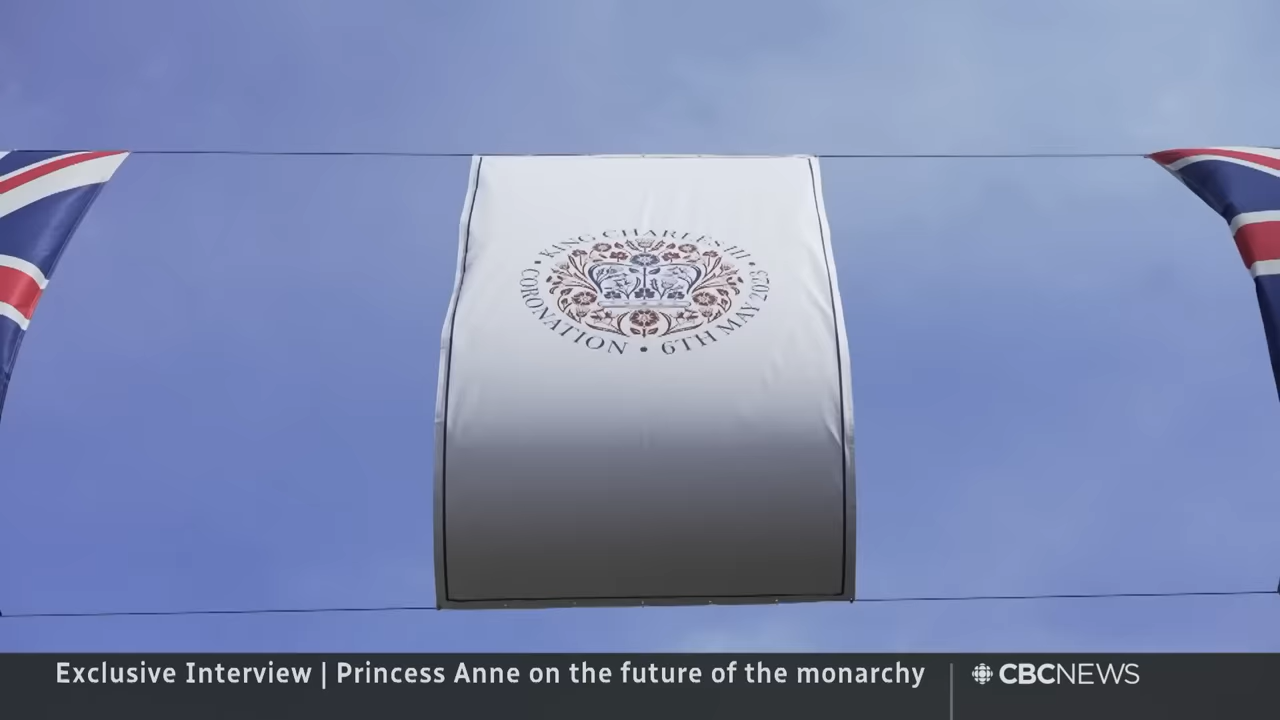 • KING CHARLES III • 2023
CORONATION • 6TH MAY
Exclusive Interview | Princess Anne on the future of the monarchy
CBCNEWS